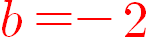 b = - 2